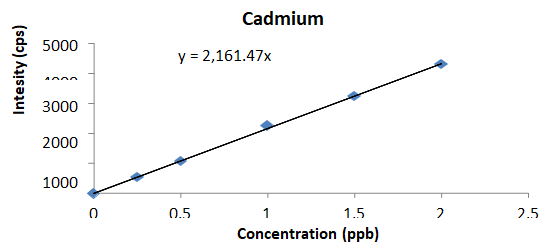 Cadmium
y = 2,161.47x
Intesity (cps)
5000
3000
2000
1000
0 0.5 1 1.5 2 2.5
Concentration (ppb)